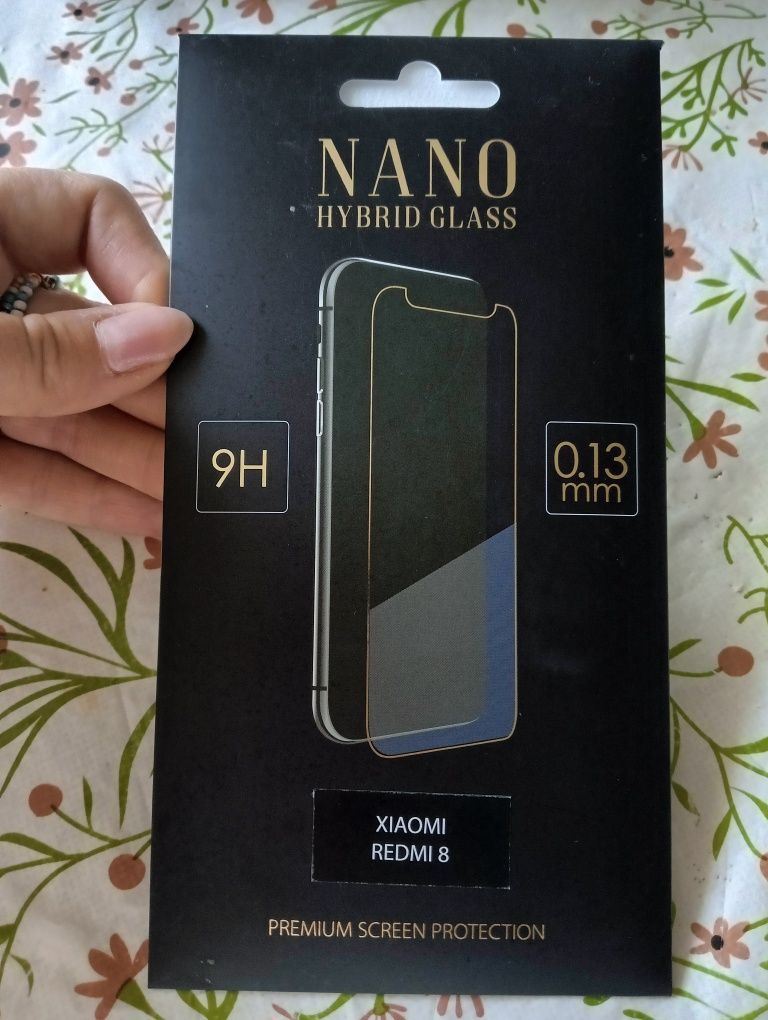 NANO
HYBRID GLASS
9H
0.13
mm
XIAOMI
REDMI 8
PREMIUM SCREEN PROTECTION